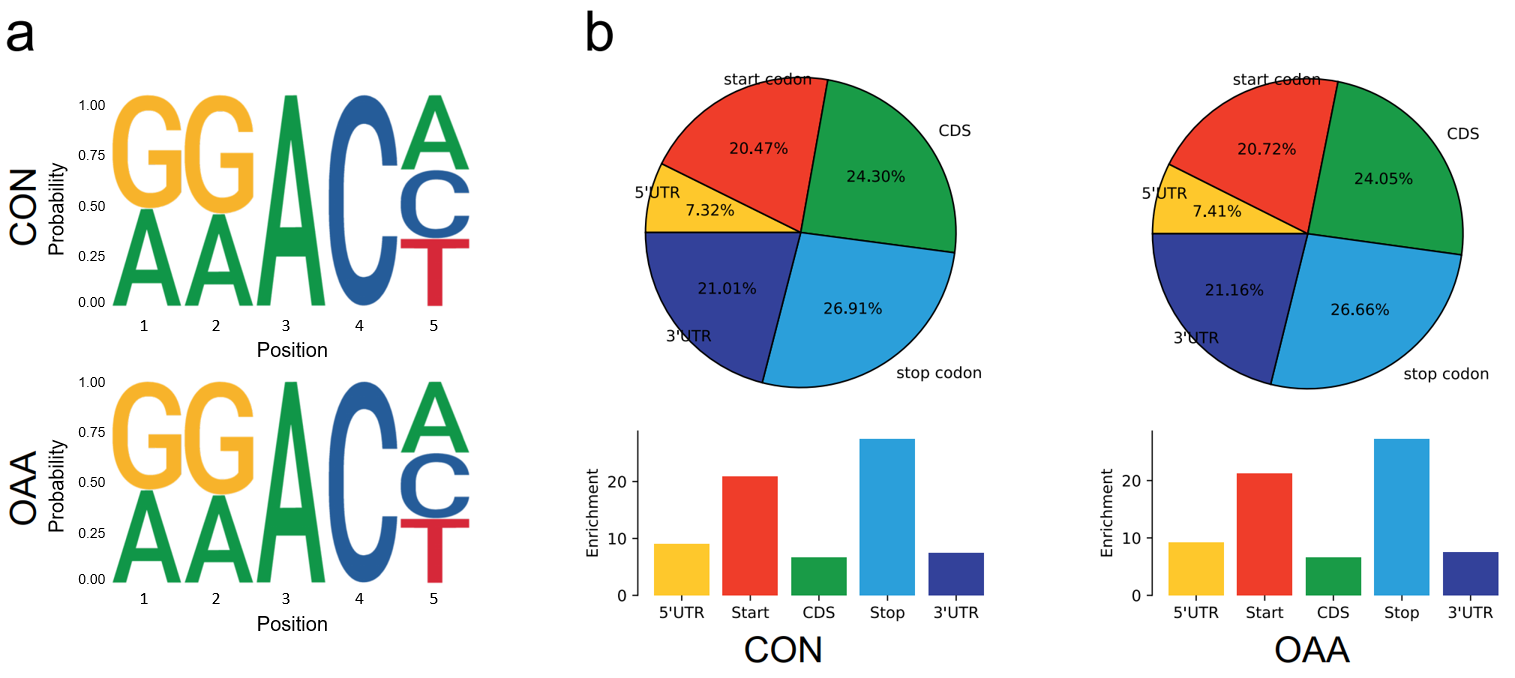 a
CON
Probability
1.00
0.75
0.50
0.25
0.00
G G A C A
A A C
T
1 2 3 4 5
Position
OAA
Probability
1.00
0.75
0.50
0.25
0.00
G G A C A
A A C
T
1 2 3 4 5
Position
b
start codon
CDS
20.47%
24.30%
5'UTR
7.32%
21.01%
26.91%
3'UTR
stop codon
Enrichment
20
10
0
5'UTR Start CDS Stop 3'UTR
CON
start codon
CDS
20.72%
24.05%
5'UTR
7.41%
21.16%
26.66%
3'UTR
stop codon
Enrichment
20
10
0
5'UTR Start CDS Stop 3'UTR
OAA